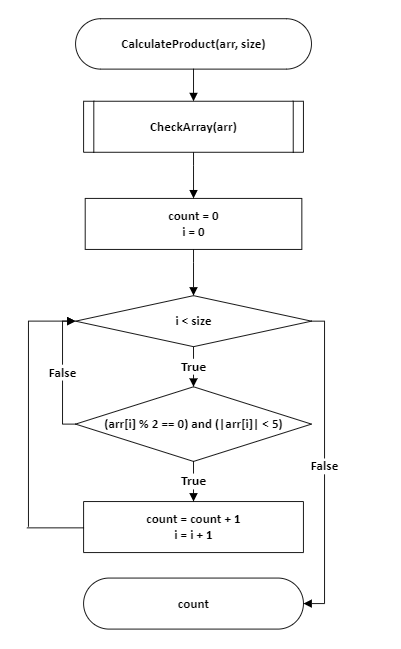 CalculateProduct(arr, size)
CheckArray(arr)
count = 0
i = 0
i < size
True
False
(arr[i] % 2 == 0) and (|arr[i]| < 5)
True
False
count = count + 1
i = i + 1
count